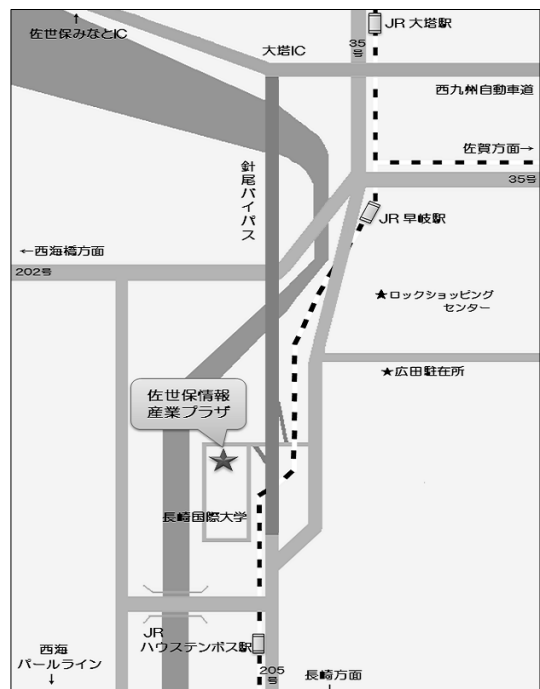 ↑
佐世保みなとIC
JR 大塔駅
35
号
大塔IC
西九州自動車道
佐賀方面→
35号
針尾バイパス
JR 早岐駅
←西海橋方面
202号
★ロックショッピング
センター
★広田駐在所
佐世保情報
産業プラザ
長崎国際大学
JR
ハウステンボス駅
西海
パールライン
↓
205
号
長崎方面
↓